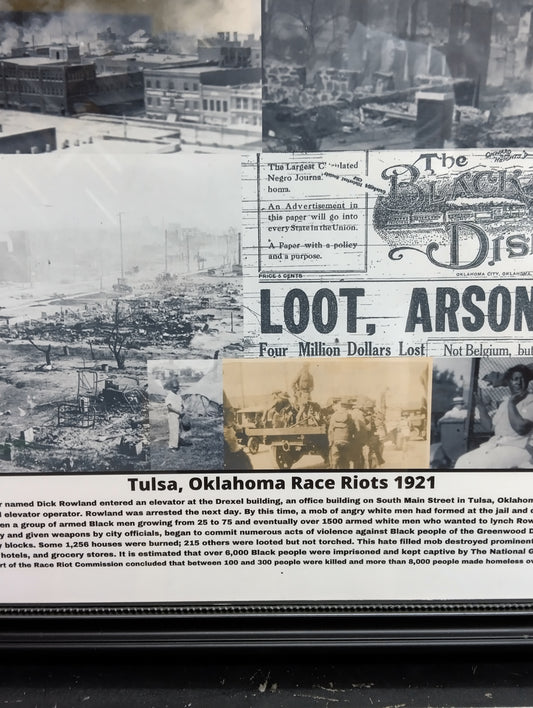 The Largest C
lated
Negro Journa
homa.
An Advertisement in
this paper will go into
every State in the Union.
A Paper with a policy
and a purpose.
PRICE 5 CENTS
The
BLACK
DIS
OKLAHOMA CITY, OKLAHOMA
LOOT, ARSON
Four Million Dollars Lost
Not Belgium, but
Tulsa, Oklahoma Race Riots 1921
r named Dick Rowland entered an elevator at the Drexel building, an office building on South Main Street in Tulsa, Oklahom
l elevator operator. Rowland was arrested the next day. By this time, a mob of angry white men had formed at the jail and
en a group of armed Black men growing from 25 to 75 and eventually over 1500 armed white men who wanted to lynch Row
y and given weapons by city officials, began to commit numerous acts of violence against Black people of the Greenwood D
y blocks. Some 1,256 houses were burned; 215 others were looted but not torched. This hate filled mob destroyed prominent
hotels, and grocery stores. It is estimated that over 6,000 Black people were imprisoned and kept captive by The National G
rt of the Race Riot Commission concluded that between 100 and 300 people were killed and more than 8,000 people made homeless ov